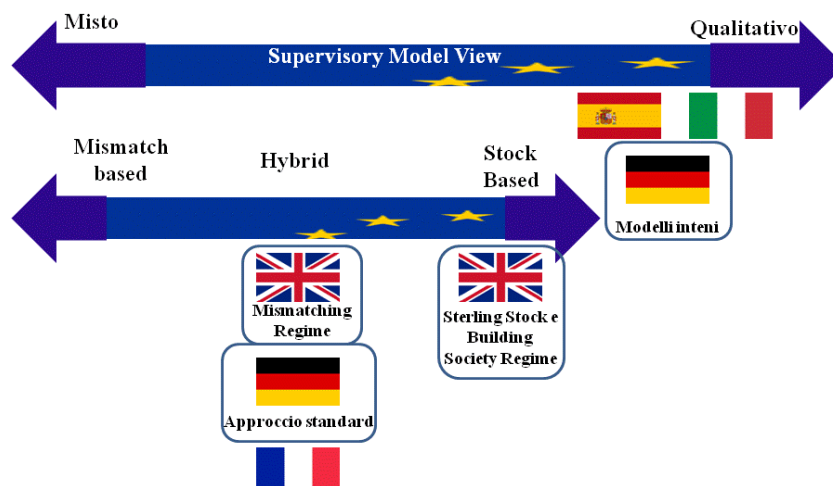 Misto
Qualitativo
Supervisory Model View
Mismatch
based
Hybrid
Stock
Based
Modelli inteni
Mismatching
Regime
Sterling Stock e
Building
Society Regime
Approccio standard